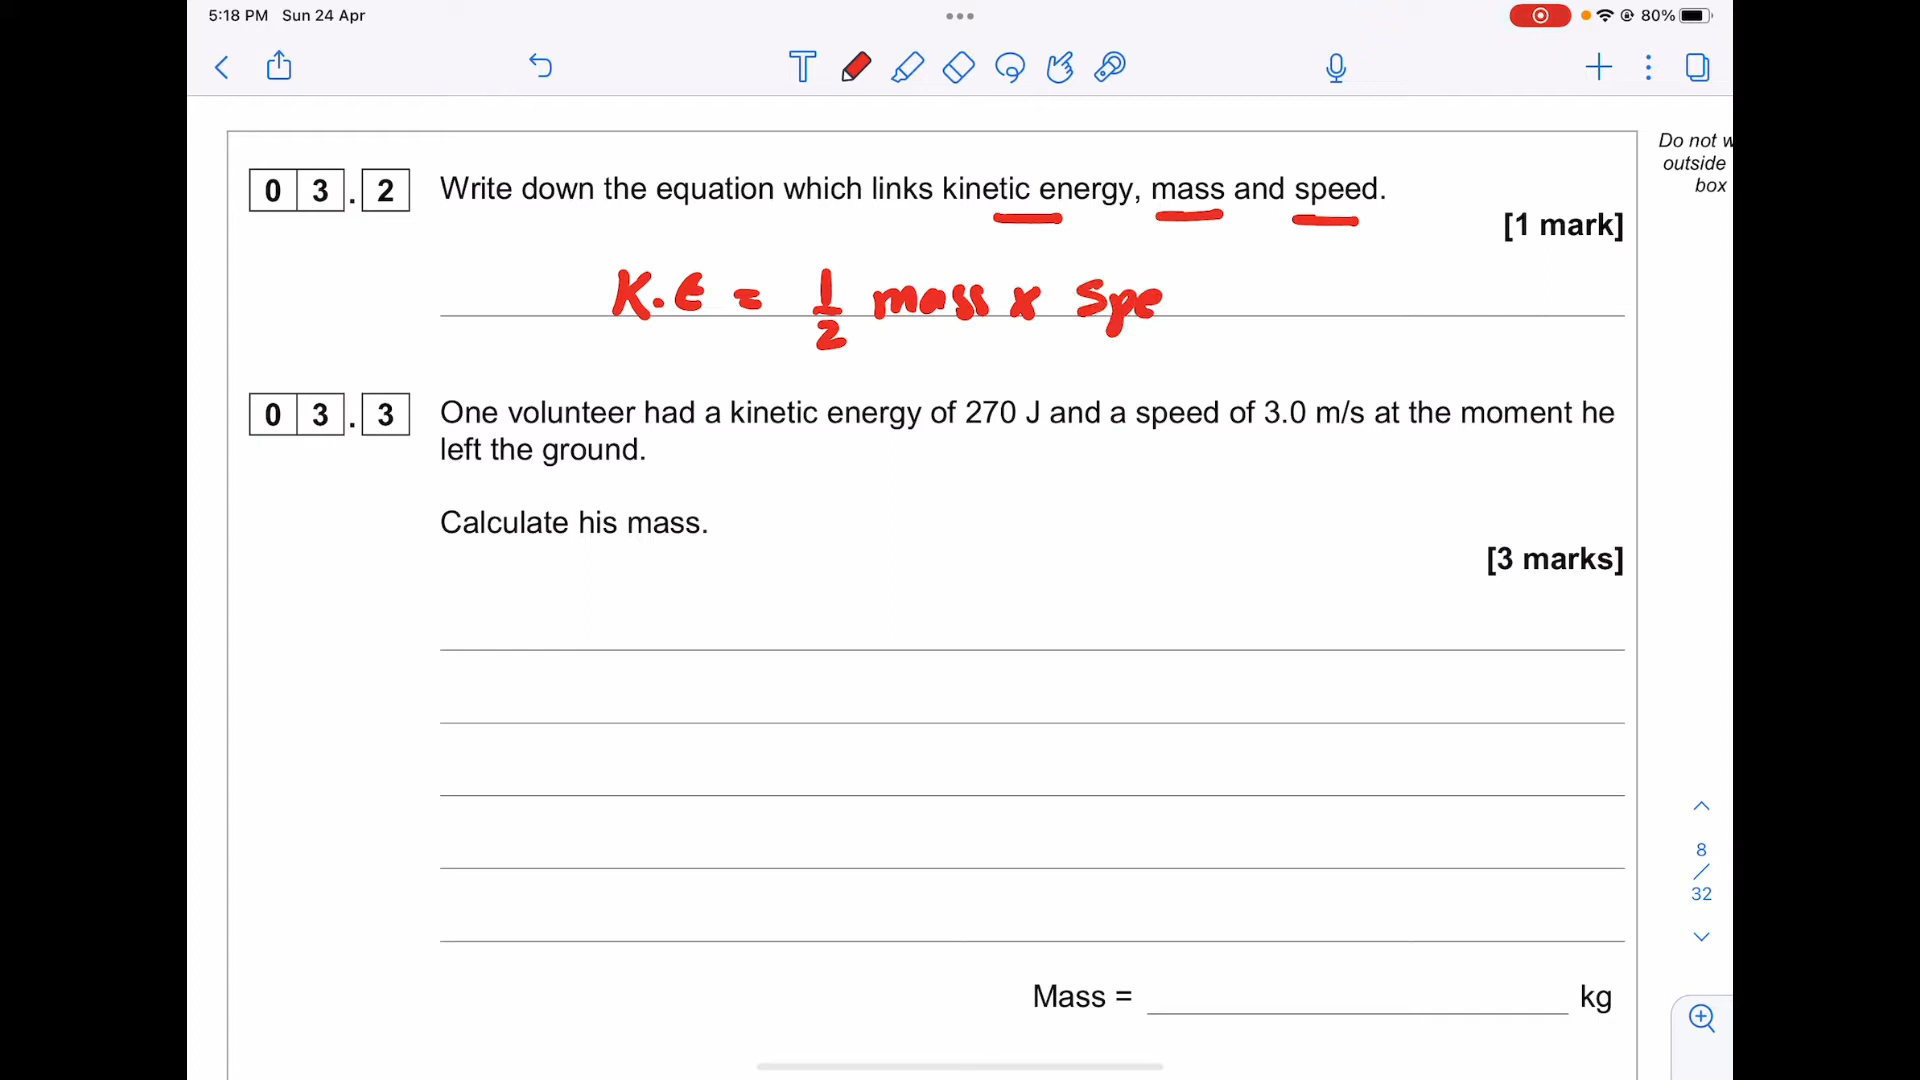 5:18 PM Sun 24 Apr
80%
Do not w
outside
box
0 3 . 2 Write down the equation which links kinetic energy, mass and speed.
[1 mark]
K.E = 1/2 mass x Spe
0 3 . 3 One volunteer had a kinetic energy of 270 J and a speed of 3.0 m/s at the moment he
left the ground.
Calculate his mass.
[3 marks]
8
/
32
Mass = kg